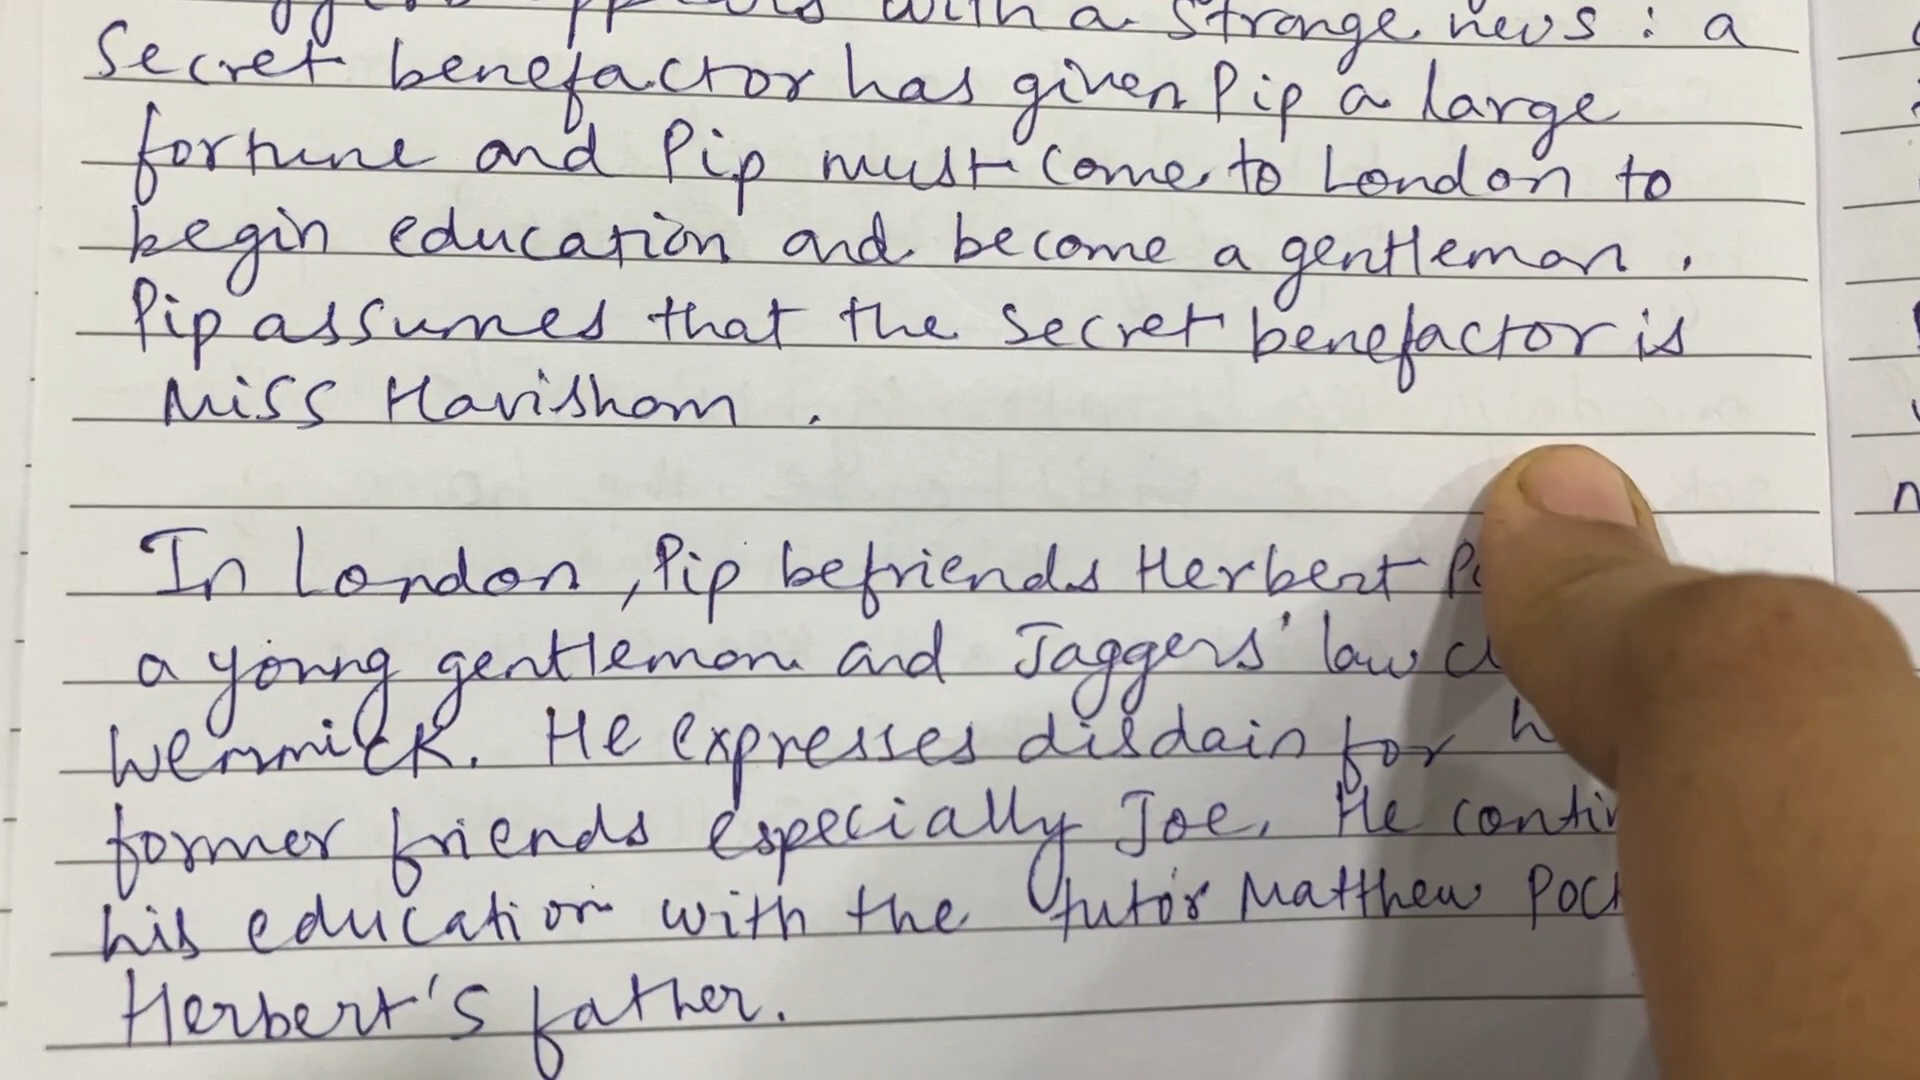 appears with a strange news : a
Secret benefactor has given Pip a large
fortune and Pip must come to London to
begin education and become a gentleman.
Pip assumes that the secret benefactor is
Miss Havisham.
In London, Pip befriends Herbert
a young gentleman and Jaggers' law
Wemmick. He expresses disdain for
former friends especially Joe. He
his education with the tutor Matthew
Herbert's father.